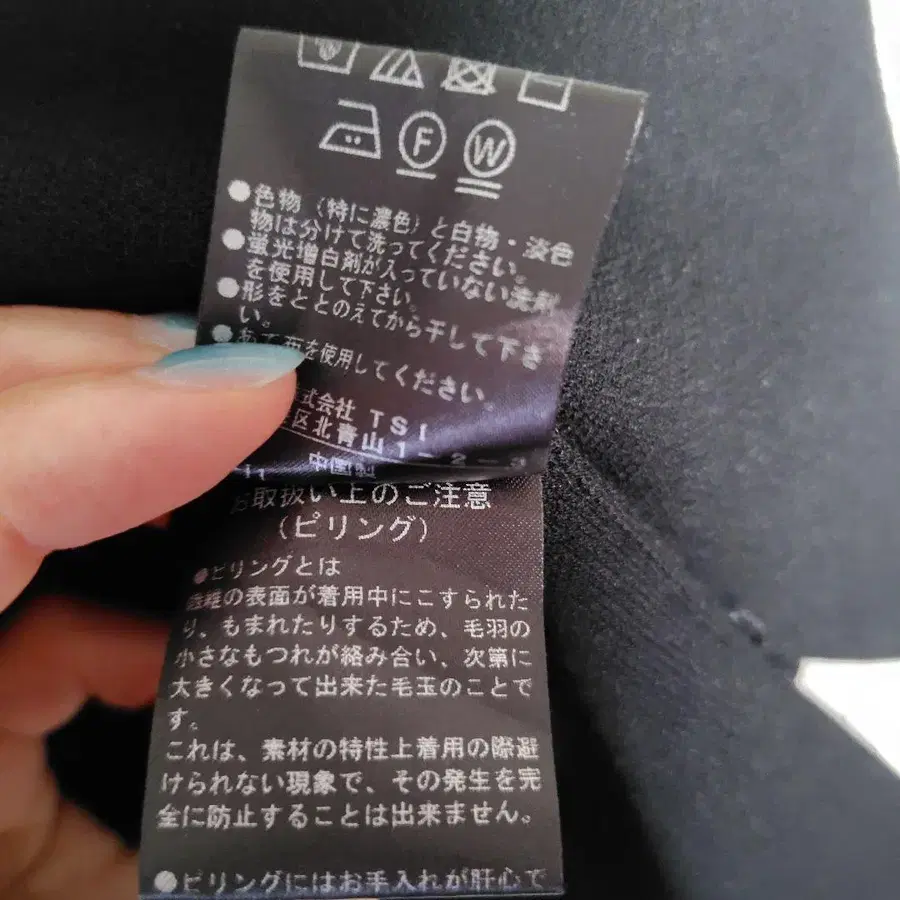 F W
●色物（特に濃色）と白物・淡色
物は分けて洗ってください。
●蛍光増白剤が入っていない洗剤
を使用して下さい。
●形をととのえてから干して下さ
い。
●あて布を使用してください。
式会社 TSI
区北青山1-2-3
中国製
お取扱い上のご注意
（ピリング）
●ピリングとは
繊維の表面が着用中にこすられた
り、もまれたりするため、毛羽の
小さなもつれが絡み合い、次第に
大きくなって出来た毛玉のことで
す。
これは、素材の特性上着用の際避
けられない現象で、その発生を完
全に防止することは出来ません。
●ピリングにはお手入れが肝心で